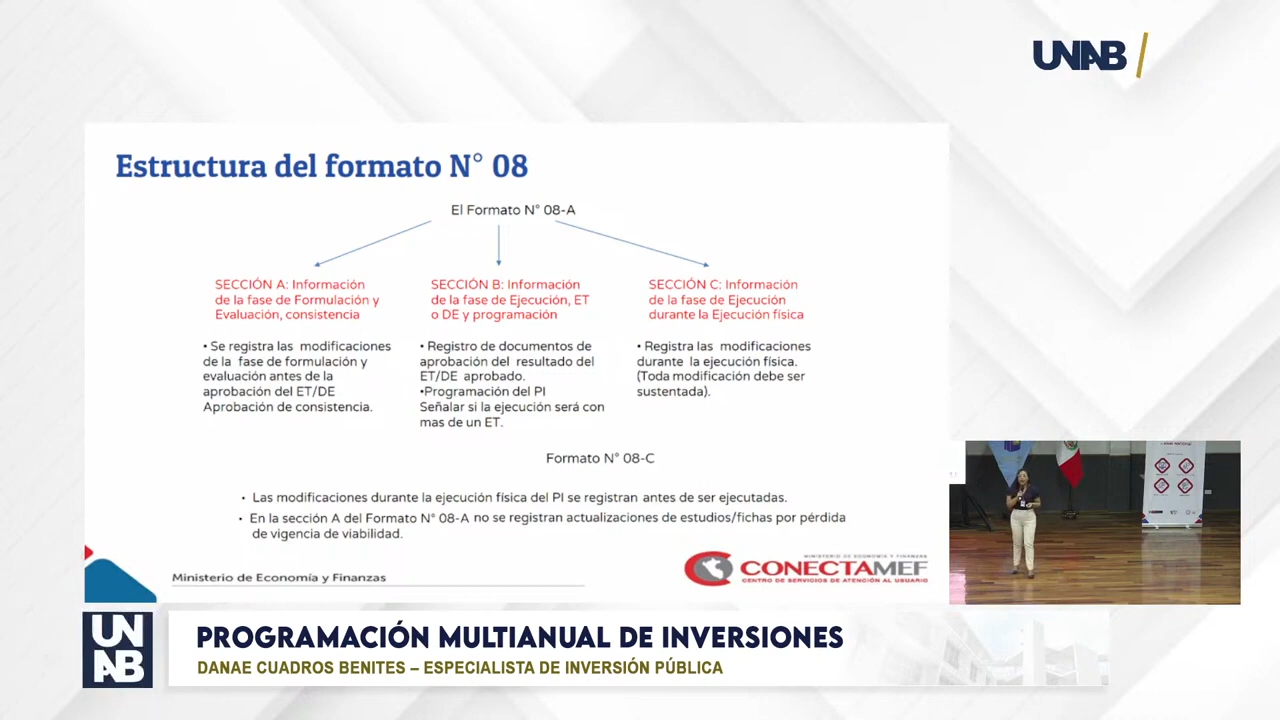 UNAB
Estructura del formato N° 08
El Formato N° 08-A
SECCIÓN A: Información
de la fase de Formulación y
Evaluación, consistencia
• Se registra las modificaciones
de la fase de formulación y
evaluación antes de la
aprobación del ET/DE
Aprobación de consistencia.
SECCIÓN B: Información
de la fase de Ejecución, ET
o DE y programación
• Registro de documentos de
aprobación del resultado del
ET/DE aprobado.
•Programación del PI
Señalar si la ejecución será con
mas de un ET.
SECCIÓN C: Información
de la fase de Ejecución
durante la Ejecución física
• Registra las modificaciones
durante la ejecución física.
(Toda modificación debe ser
sustentada).
Formato N° 08-C
• Las modificaciones durante la ejecución física del PI se registran antes de ser ejecutadas.
• En la sección A del Formato N° 08-A no se registran actualizaciones de estudios/fichas por pérdida
de vigencia de viabilidad.
Ministerio de Economía y Finanzas
MINISTERIO DE ECONOMÍA Y FINANZAS
CONECTAMEF
CENTRO DE SERVICIOS DE ATENCIÓN AL USUARIO
UN
AB
PROGRAMACIÓN MULTIANUAL DE INVERSIONES
DANAE CUADROS BENITES – ESPECIALISTA DE INVERSIÓN PÚBLICA